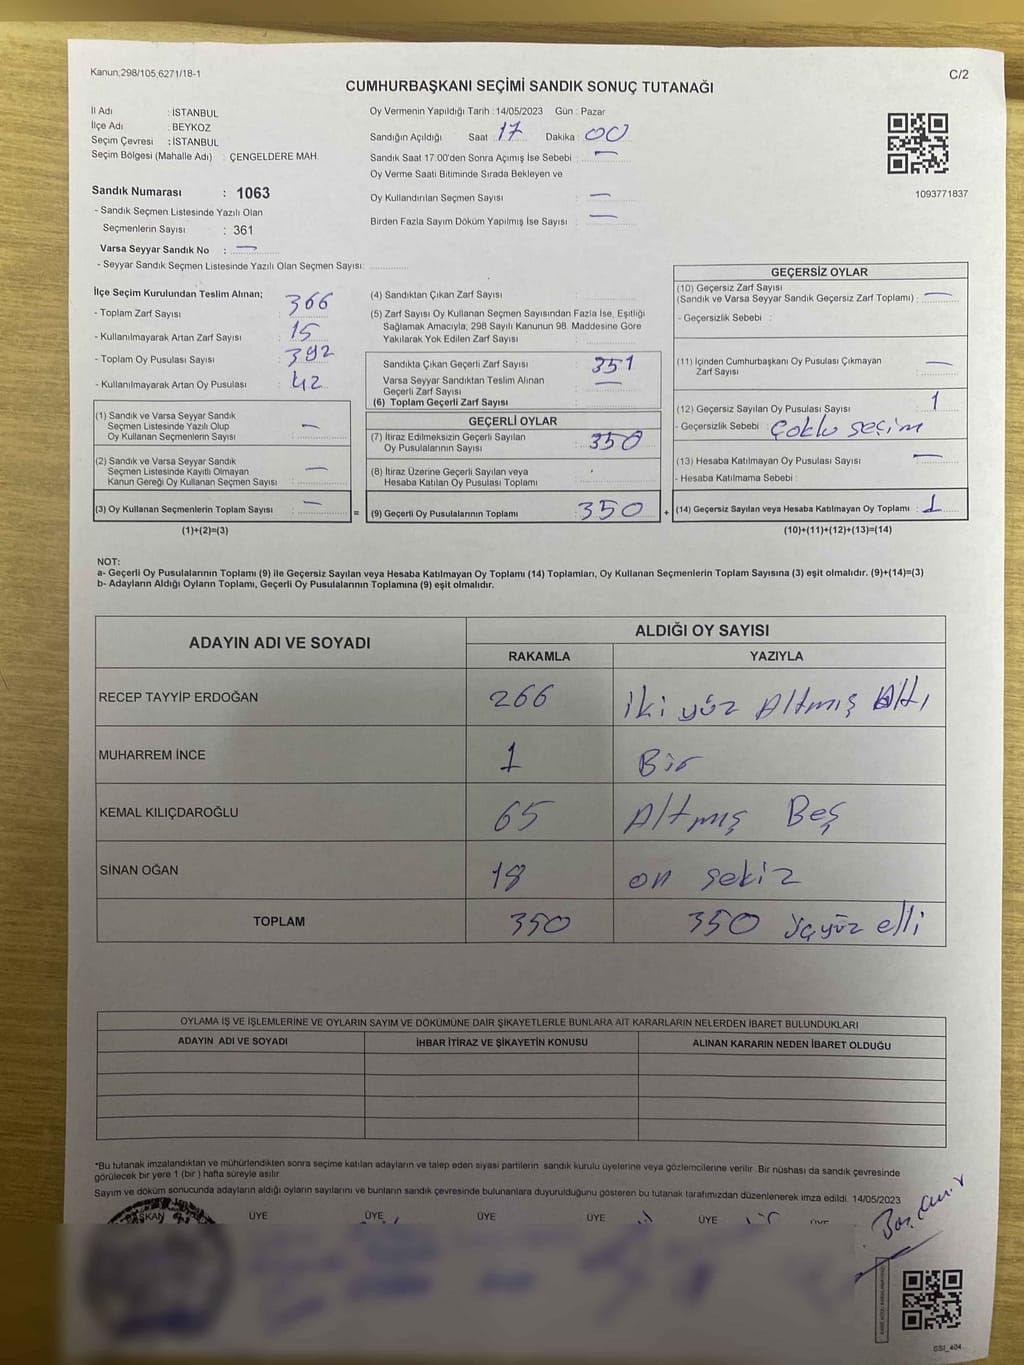 Kanun;298/105,6271/18-1
C/2
CUMHURBAŞKANI SEÇİMİ SANDIK SONUÇ TUTANAĞI
İl Adı : İSTANBUL
İlçe Adı : BEYKOZ
Seçim Çevresi : İSTANBUL
Seçim Bölgesi (Mahalle Adı) : ÇENGELDERE MAH.
Sandık Numarası : 1063
- Sandık Seçmen Listesinde Yazılı Olan
Seçmenlerin Sayısı : 361
Varsa Seyyar Sandık No : —
- Seyyar Sandık Seçmen Listesinde Yazılı Olan Seçmen Sayısı:
Oy Vermenin Yapıldığı Tarih : 14/05/2023 Gün : Pazar
Sandığın Açıldığı Saat 17 Dakika : 00
Sandık Saat 17:00'den Sonra Açımış İse Sebebi : —
Oy Verme Saati Bitiminde Sırada Bekleyen ve
Oy Kullandırılan Seçmen Sayısı : —
Birden Fazla Sayım Döküm Yapılmış İse Sayısı : —
1093771837
İlçe Seçim Kurulundan Teslim Alınan;
- Toplam Zarf Sayısı : 366
- Kullanılmayarak Artan Zarf Sayısı : 15
- Toplam Oy Pusulası Sayısı : 392
- Kullanılmayarak Artan Oy Pusulası : 42
(1) Sandık ve Varsa Seyyar Sandık
Seçmen Listesinde Yazılı Olup
Oy Kullanan Seçmenlerin Sayısı : —
(2) Sandık ve Varsa Seyyar Sandık
Seçmen Listesinde Kayıtlı Olmayan
Kanun Gereği Oy Kullanan Seçmen Sayısı : —
(3) Oy Kullanan Seçmenlerin Toplam Sayısı : —
(1)+(2)=(3)
=
(4) Sandıktan Çıkan Zarf Sayısı :
(5) Zarf Sayısı Oy Kullanan Seçmen Sayısından Fazla İse, Eşitliği
Sağlamak Amacıyla; 298 Sayılı Kanunun 98. Maddesine Göre
Yakılarak Yok Edilen Zarf Sayısı :
Sandıkta Çıkan Geçerli Zarf Sayısı : 351
Varsa Seyyar Sandıktan Teslim Alınan
Geçerli Zarf Sayısı : —
(6) Toplam Geçerli Zarf Sayısı :
GEÇERLİ OYLAR
(7) İtiraz Edilmeksizin Geçerli Sayılan
Oy Pusulalarının Sayısı : 350
(8) İtiraz Üzerine Geçerli Sayılan veya
Hesaba Katılan Oy Pusulası Toplamı :
(9) Geçerli Oy Pusulalarının Toplamı : 350
+
GEÇERSİZ OYLAR
(10) Geçersiz Zarf Sayısı
(Sandık ve Varsa Seyyar Sandık Geçersiz Zarf Toplamı) : —
- Geçersizlik Sebebi :
(11) İçinden Cumhurbaşkanı Oy Pusulası Çıkmayan
Zarf Sayısı : —
(12) Geçersiz Sayılan Oy Pusulası Sayısı : 1
- Geçersizlik Sebebi : Çoklu seçim
(13) Hesaba Katılmayan Oy Pusulası Sayısı : —
- Hesaba Katılmama Sebebi :
(14) Geçersiz Sayılan veya Hesaba Katılmayan Oy Toplamı : 1
(10)+(11)+(12)+(13)=(14)
NOT:
a- Geçerli Oy Pusulalarının Toplamı (9) ile Geçersiz Sayılan veya Hesaba Katılmayan Oy Toplamı (14) Toplamları, Oy Kullanan Seçmenlerin Toplam Sayısına (3) eşit olmalıdır. (9)+(14)=(3)
b- Adayların Aldığı Oyların Toplamı, Geçerli Oy Pusulalarının Toplamına (9) eşit olmalıdır.
ADAYIN ADI VE SOYADI ALDIĞI OY SAYISI
RAKAMLA YAZIYLA
RECEP TAYYİP ERDOĞAN 266 iki yüz Altmış Altı
MUHARREM İNCE 1 Bir
KEMAL KILIÇDAROĞLU 65 Altmış Beş
SİNAN OĞAN 18 on sekiz
TOPLAM 350 350 üçyüz elli
OYLAMA İŞ VE İŞLEMLERİNE VE OYLARIN SAYIM VE DÖKÜMÜNE DAİR ŞİKAYETLERLE BUNLARA AİT KARARLARIN NELERDEN İBARET BULUNDUKLARI
ADAYIN ADI VE SOYADI İHBAR İTİRAZ VE ŞİKAYETİN KONUSU ALINAN KARARIN NEDEN İBARET OLDUĞU
*Bu tutanak imzalandıktan ve mühürlendikten sonra seçime katılan adayların ve talep eden siyasi partilerin sandık kurulu üyelerine veya gözlemcilerine verilir. Bir nüshası da sandık çevresinde
görülecek bir yere 1 (bir ) hafta süreyle asılır.
Sayım ve döküm sonucunda adayların aldığı oyların sayılarını ve bunların sandık çevresinde bulunanlara duyurulduğunu gösteren bu tutanak tarafımızdan düzenlenerek imza edildi. 14/05/2023
ÜYE ÜYE ÜYE ÜYE ÜYE
SSİ_404